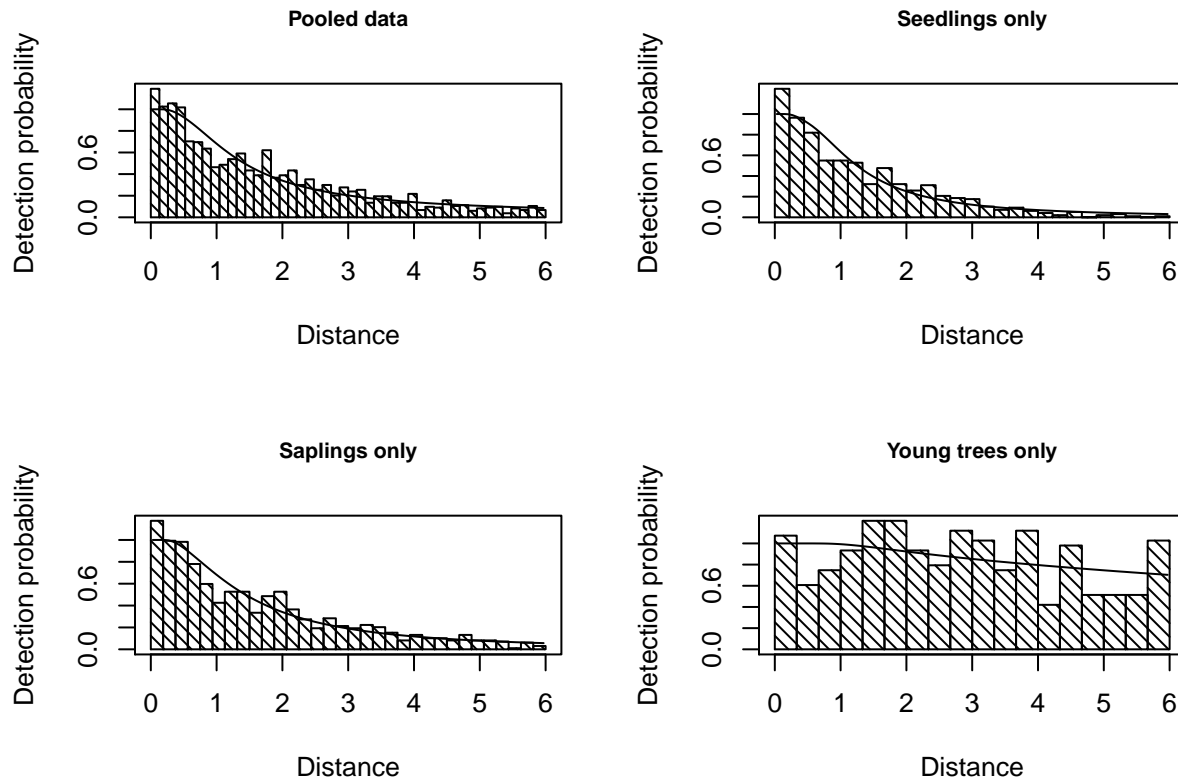 Pooled data
Detection probability
0.0 0.6
0 1 2 3 4 5 6
Distance
Seedlings only
Detection probability
0.0 0.6
0 1 2 3 4 5 6
Distance
Saplings only
Detection probability
0.0 0.6
0 1 2 3 4 5 6
Distance
Young trees only
Detection probability
0.0 0.6
0 1 2 3 4 5 6
Distance